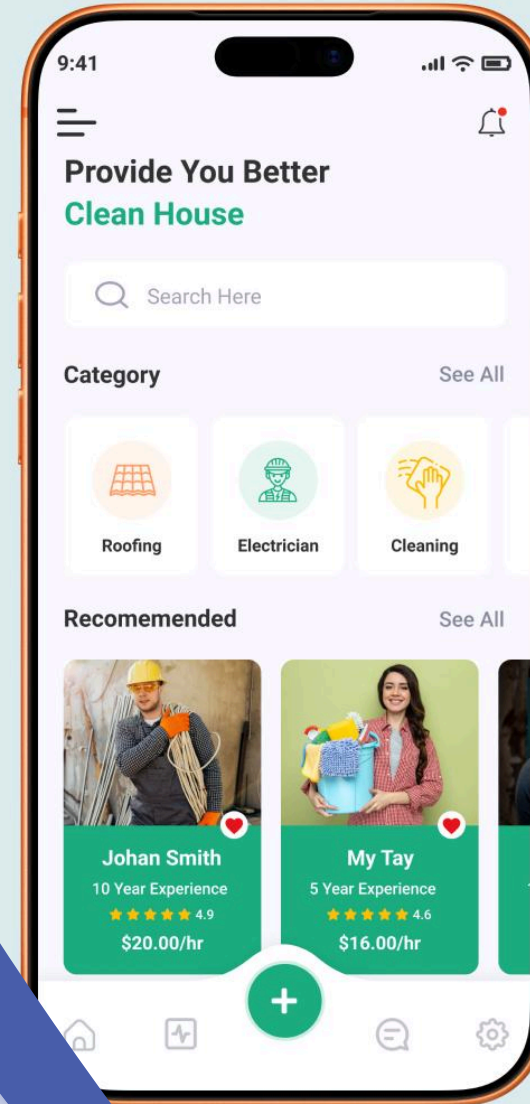 9:41
Provide You Better
Clean House
Search Here
Category See All
Roofing Electrician Cleaning
Recomemended See All
Johan Smith My Tay
10 Year Experience 5 Year Experience
4.9 4.6
$20.00/hr $16.00/hr